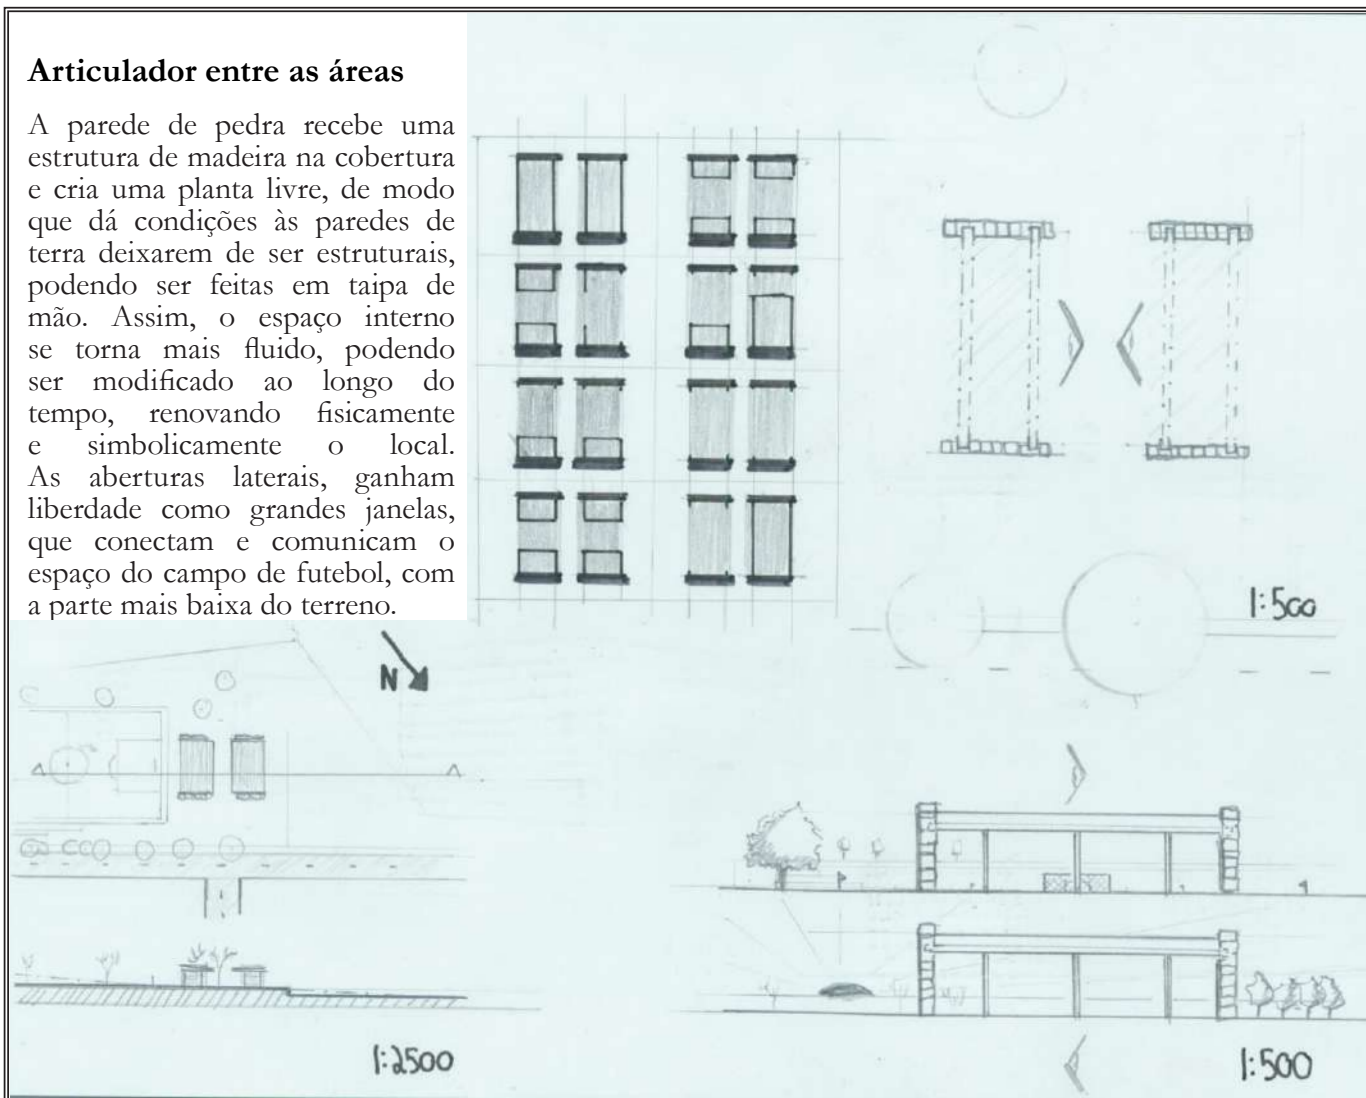 Articulador entre as áreas
A parede de pedra recebe uma
estrutura de madeira na cobertura
e cria uma planta livre, de modo
que dá condições às paredes de
terra deixarem de ser estruturais,
podendo ser feitas em taipa de
mão. Assim, o espaço interno
se torna mais fluido, podendo
ser modificado ao longo do
tempo, renovando fisicamente
e simbolicamente o local.
As aberturas laterais, ganham
liberdade como grandes janelas,
que conectam e comunicam o
espaço do campo de futebol, com
a parte mais baixa do terreno.
1:500
N
1:2500
1:500